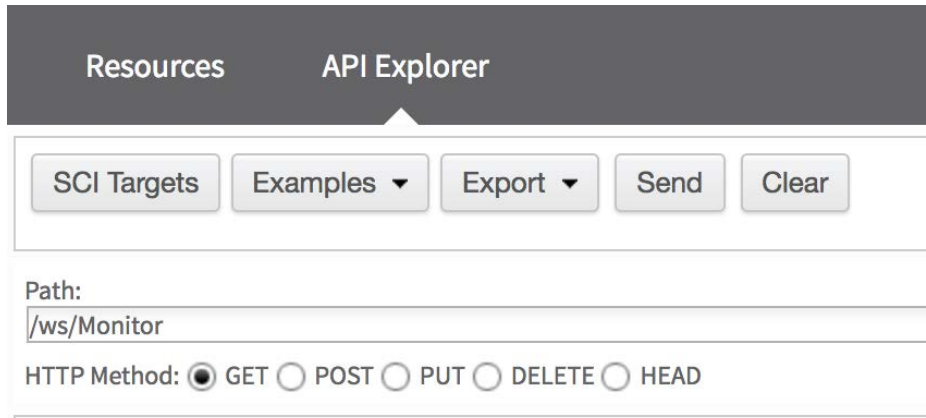 Resources API Explorer
SCI Targets Examples Export Send Clear
Path:
/ws/Monitor
HTTP Method: GET POST PUT DELETE HEAD